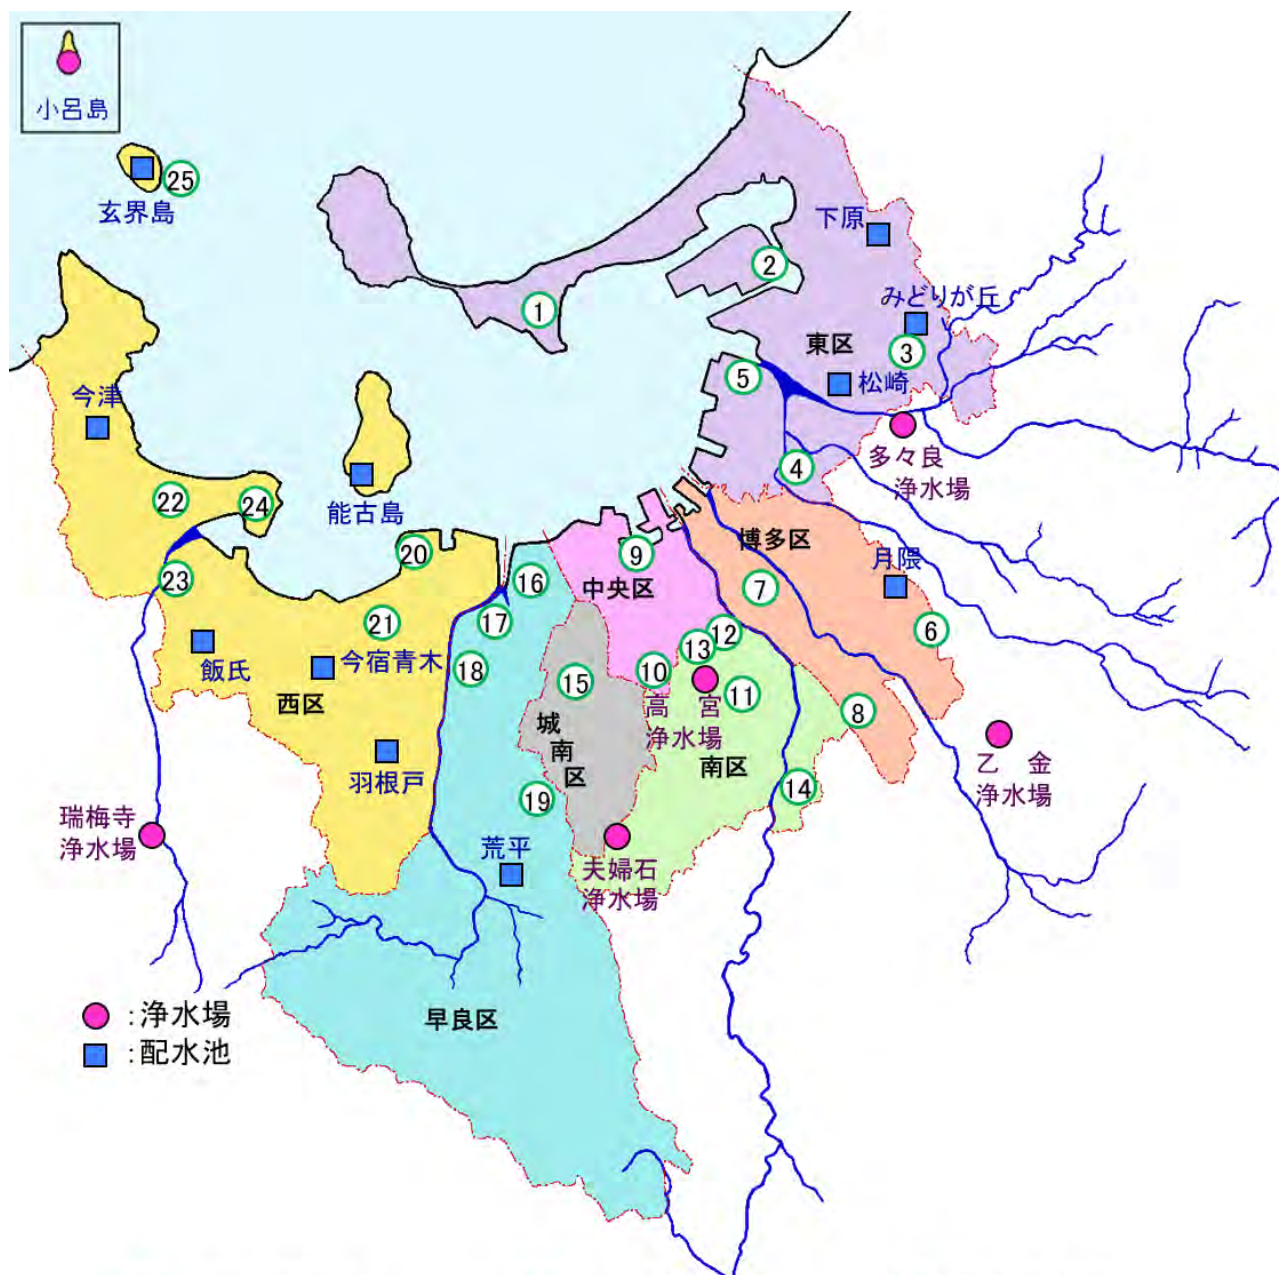 小呂島
25
玄界島
下原
2
みどりが丘
1
東区
3
5
松崎
今津
多々良
浄水場
4
22
24
能古島
20
9
博多区
月隈
23
16
中央区
7
飯氏
21
今宿青木
17
12
13
6
18
15
10
11
西区
高宮
浄水場
8
城南区
南区
乙金
浄水場
羽根戸
14
19
瑞梅寺
浄水場
荒平
夫婦石
浄水場
:浄水場
早良区
:配水池